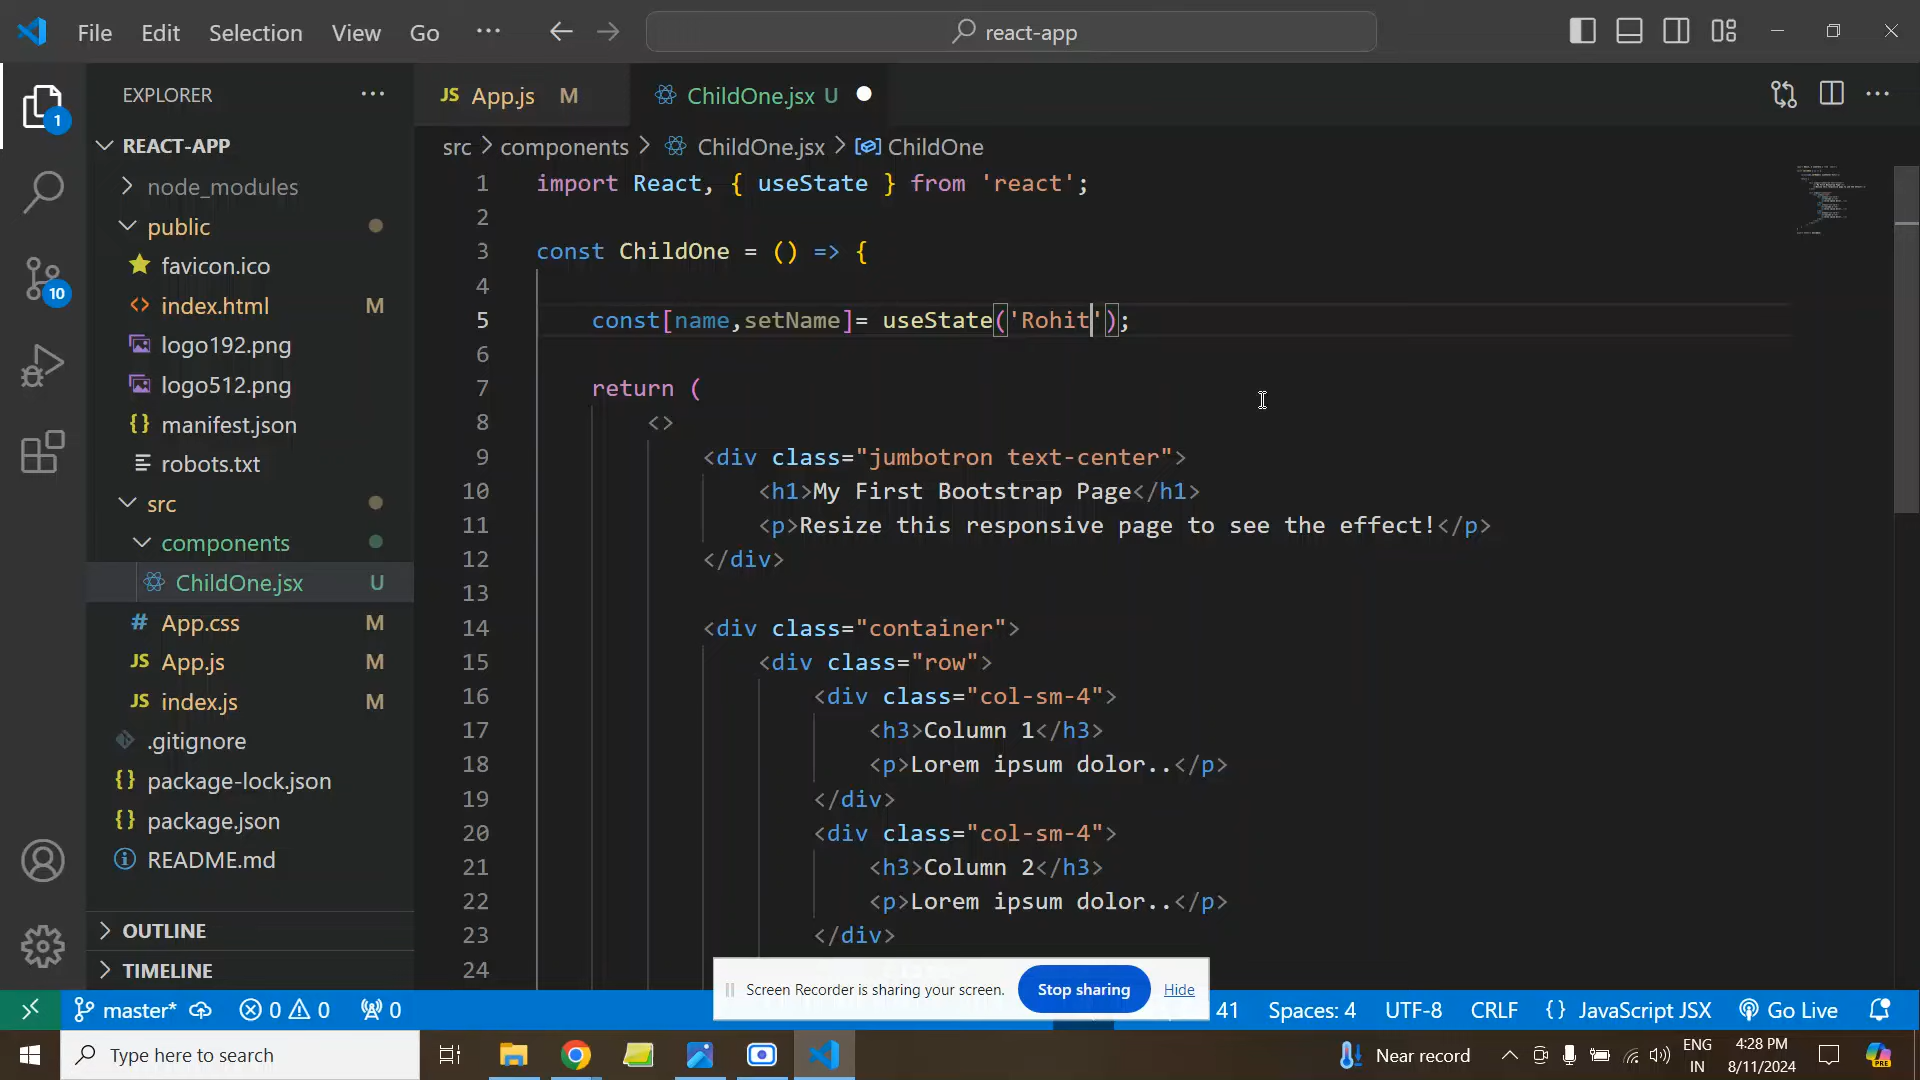 File Edit Selection View Go ··· react-app
EXPLORER ···
REACT-APP
node_modules
public
favicon.ico
index.html M
logo192.png
logo512.png
manifest.json
robots.txt
src
components
ChildOne.jsx U
App.css M
App.js M
index.js M
.gitignore
package-lock.json
package.json
README.md
OUTLINE
TIMELINE
1
10
JS App.js M ChildOne.jsx U
src > components > ChildOne.jsx > ChildOne
1 import React, { useState } from 'react';
2
3 const ChildOne = () => {
4
5 const[name,setName]= useState('Rohit');
6
7 return (
8 <>
9 <div class="jumbotron text-center">
10 <h1>My First Bootstrap Page</h1>
11 <p>Resize this responsive page to see the effect!</p>
12 </div>
13
14 <div class="container">
15 <div class="row">
16 <div class="col-sm-4">
17 <h3>Column 1</h3>
18 <p>Lorem ipsum dolor..</p>
19 </div>
20 <div class="col-sm-4">
21 <h3>Column 2</h3>
22 <p>Lorem ipsum dolor..</p>
23 </div>
24
Screen Recorder is sharing your screen. Stop sharing Hide
master* 0 0 0 41 Spaces: 4 UTF-8 CRLF {} JavaScript JSX Go Live
Type here to search Near record ENG IN 4:28 PM 8/11/2024
PRE